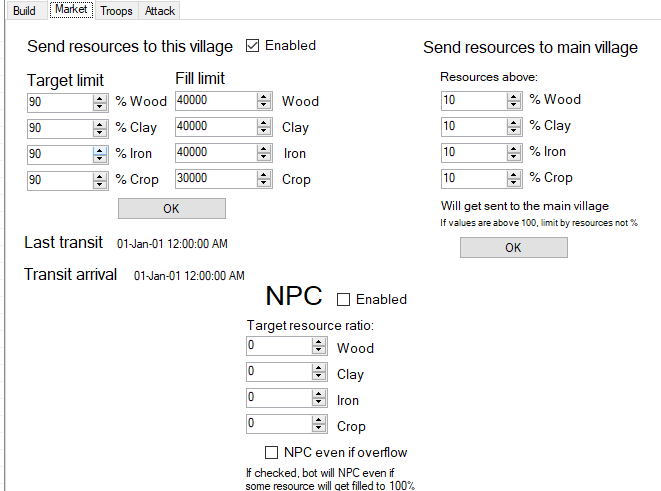 Build Market Troops Attack
Send resources to this village Enabled
Send resources to main village
Target limit Fill limit
Resources above:
90 % Wood 40000 Wood
10 % Wood
90 % Clay 40000 Clay
10 % Clay
90 % Iron 40000 Iron
10 % Iron
90 % Crop 30000 Crop
10 % Crop
OK
Will get sent to the main village
If values are above 100, limit by resources not %
OK
Last transit 01-Jan-01 12:00:00 AM
Transit arrival 01-Jan-01 12:00:00 AM
NPC Enabled
Target resource ratio:
0 Wood
0 Clay
0 Iron
0 Crop
NPC even if overflow
If checked, bot will NPC even if
some resource will get filled to 100%